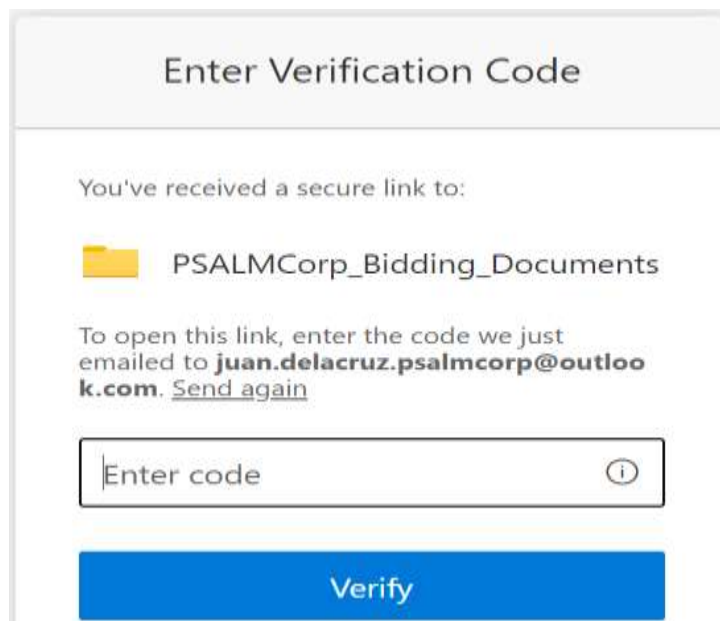 Enter Verification Code
You've received a secure link to:
PSALMCorp_Bidding_Documents
To open this link, enter the code we just
emailed to juan.delacruz.psalmcorp@outloo
k.com. Send again
Enter code
Verify